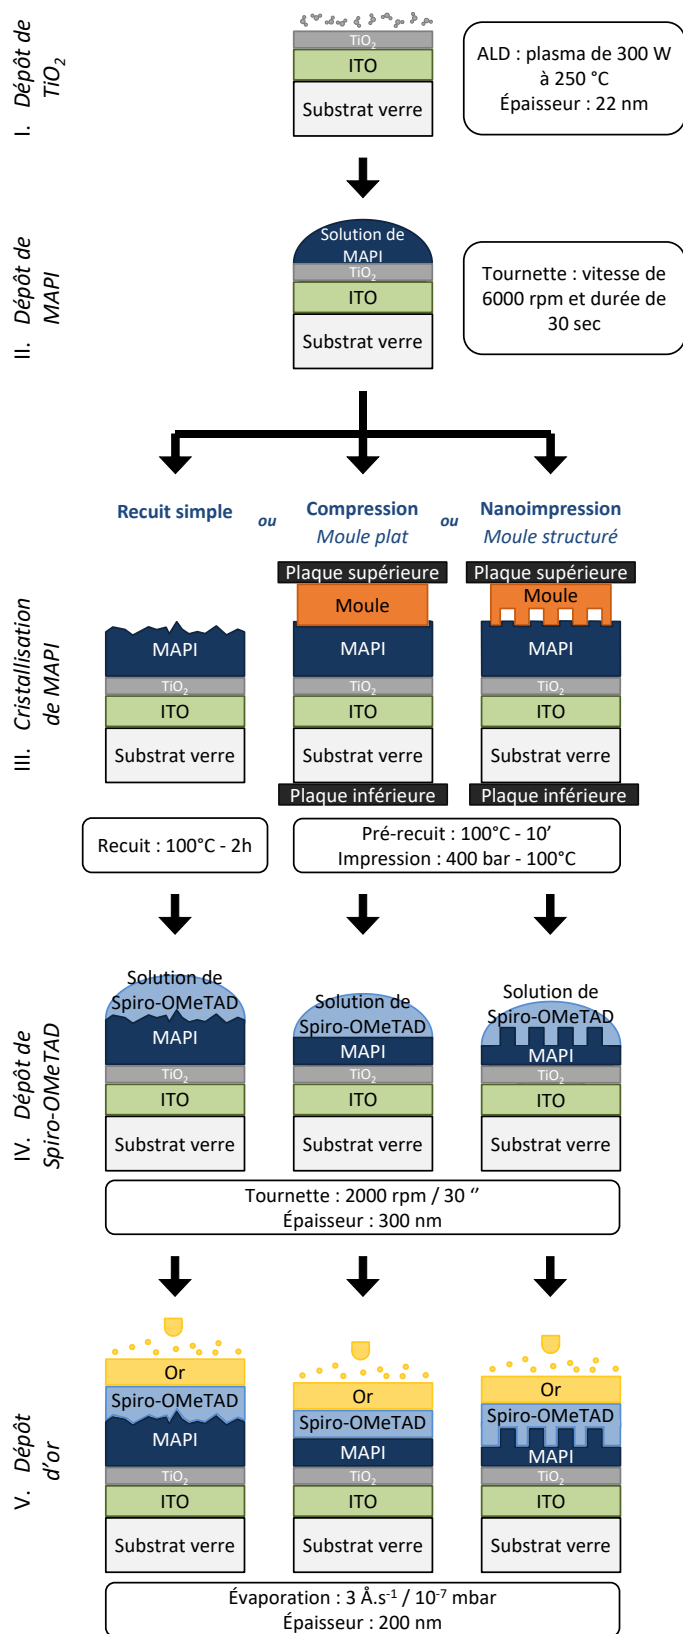 I. Dépôt de
TiO₂
TiO₂
ITO
Substrat verre
ALD : plasma de 300 W
à 250 °C
Épaisseur : 22 nm
II. Dépôt de
MAPI
Solution de
MAPI
TiO₂
ITO
Substrat verre
Tournette : vitesse de
6000 rpm et durée de
30 sec
III. Cristallisation
de MAPI
Recuit simple
ou
Compression
Moule plat
ou
Nanoimpression
Moule structuré
MAPI
TiO₂
ITO
Substrat verre
Plaque supérieure
Moule
MAPI
TiO₂
ITO
Substrat verre
Plaque inférieure
Plaque supérieure
Moule
MAPI
TiO₂
ITO
Substrat verre
Plaque inférieure
Recuit : 100°C - 2h
Pré-recuit : 100°C - 10’
Impression : 400 bar - 100°C
IV. Dépôt de
Spiro-OMeTAD
Solution de
Spiro-OMeTAD
MAPI
TiO₂
ITO
Substrat verre
Solution de
Spiro-OMeTAD
MAPI
TiO₂
ITO
Substrat verre
Solution de
Spiro-OMeTAD
MAPI
TiO₂
ITO
Substrat verre
Tournette : 2000 rpm / 30 ‘’
Épaisseur : 300 nm
V. Dépôt
d’or
Or
Spiro-OMeTAD
MAPI
TiO₂
ITO
Substrat verre
Or
Spiro-OMeTAD
MAPI
TiO₂
ITO
Substrat verre
Or
Spiro-OMeTAD
MAPI
TiO₂
ITO
Substrat verre
Évaporation : 3 Å.s⁻¹ / 10⁻⁷ mbar
Épaisseur : 200 nm